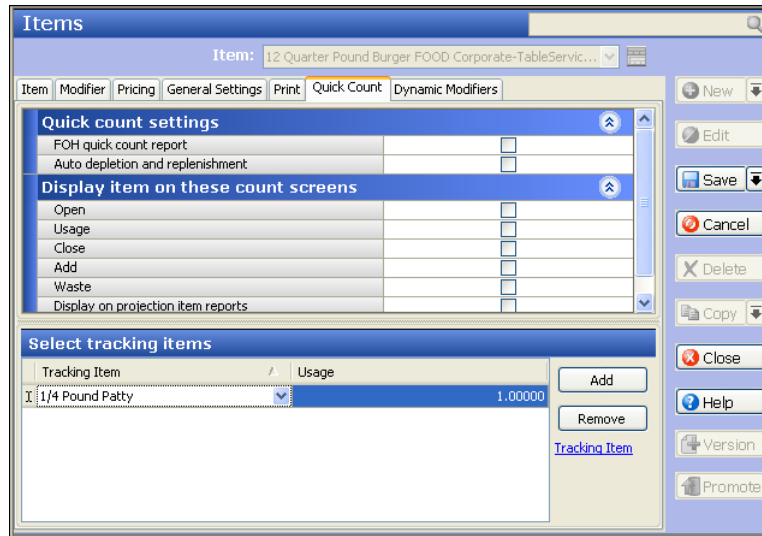 Items
Item: 12 Quarter Pound Burger FOOD Corporate-TableServic...
Item Modifier Pricing General Settings Print Quick Count Dynamic Modifiers
Quick count settings
FOH quick count report
Auto depletion and replenishment
Display item on these count screens
Open
Usage
Close
Add
Waste
Display on projection item reports
Select tracking items
Tracking Item Usage
1/4 Pound Patty 1.00000
Add
Remove
Tracking Item
New
Edit
Save
Cancel
Delete
Copy
Close
Help
Version
Promote